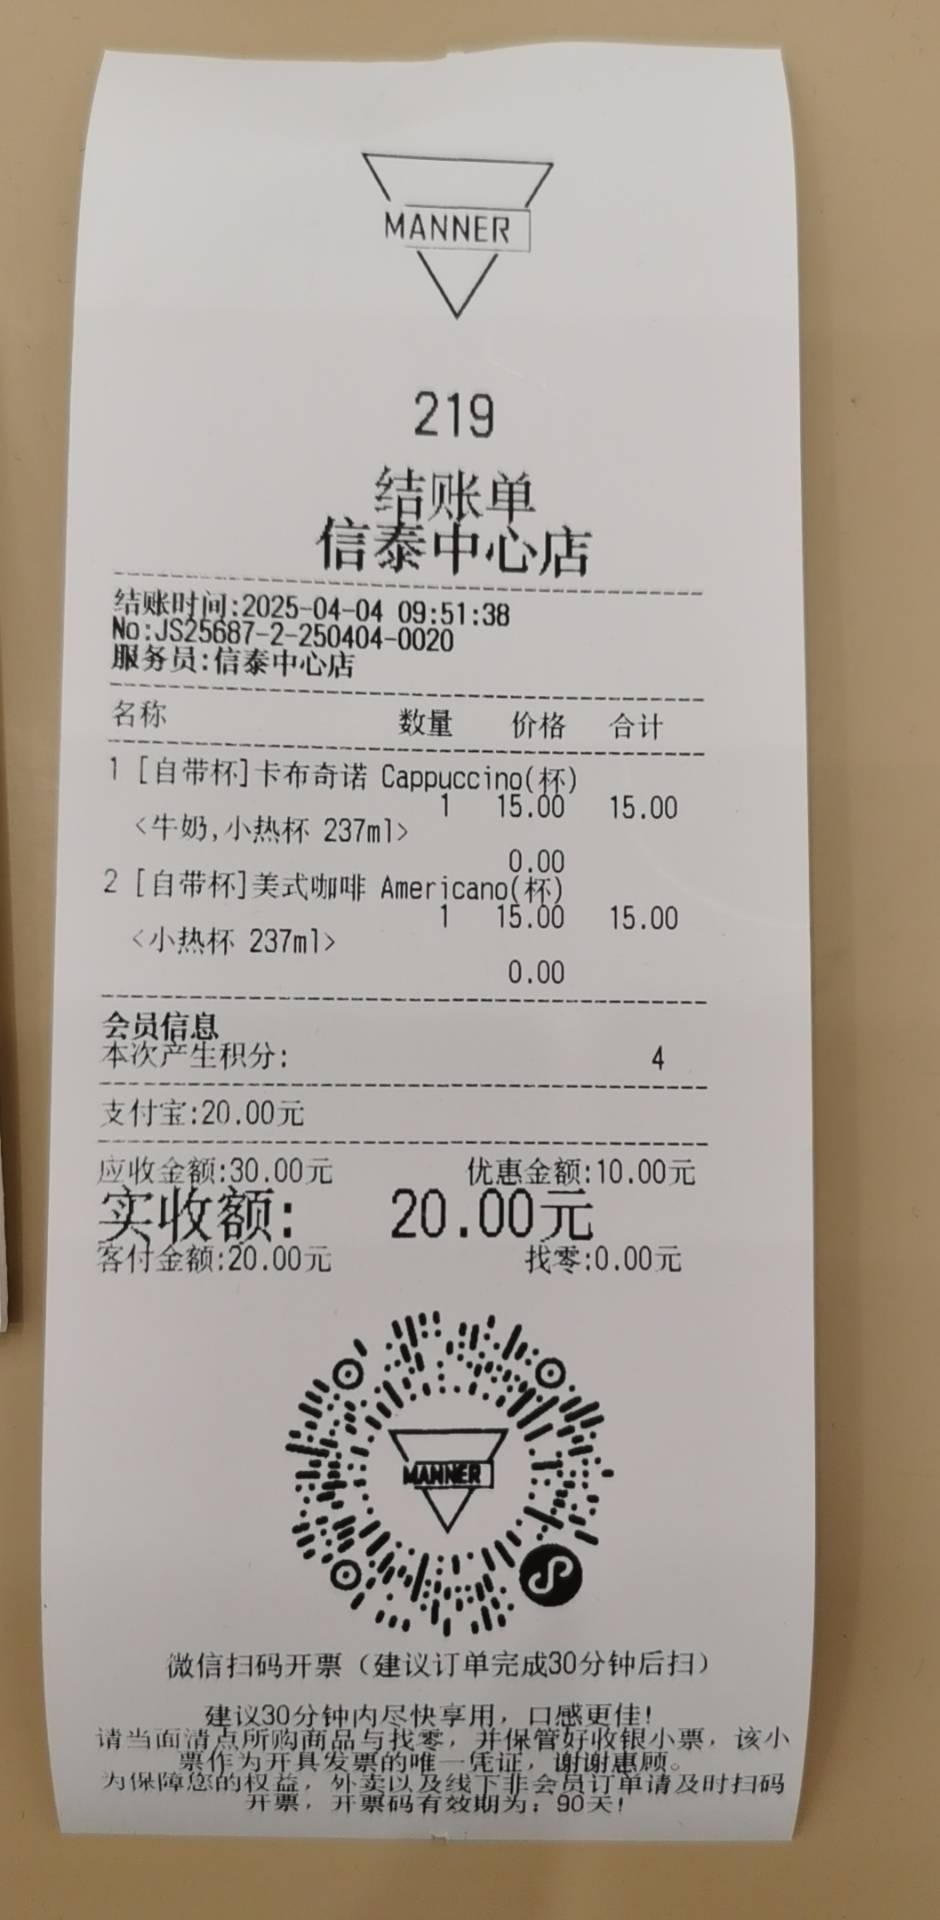 MANNER
219
结账单
信泰中心店
结账时间:2025-04-04 09:51:38
No:JS25687-2-250404-0020
服务员:信泰中心店
名称 数量 价格 合计
1 [自带杯]卡布奇诺 Cappuccino(杯)
1 15.00 15.00
<牛奶,小热杯 237ml>
0.00
2 [自带杯]美式咖啡 Americano(杯)
1 15.00 15.00
<小热杯 237ml>
0.00
会员信息
本次产生积分: 4
支付宝:20.00元
应收金额:30.00元 优惠金额:10.00元
实收额: 20.00元
客付金额:20.00元 找零:0.00元
MANNER
微信扫码开票（建议订单完成30分钟后扫）
建议30分钟内尽快享用，口感更佳!
请当面清点所购商品与找零，并保管好收银小票，该小
票作为开具发票的唯一凭证，谢谢惠顾。
为保障您的权益，外卖以及线下非会员订单请及时扫码
开票，开票码有效期为：90天!